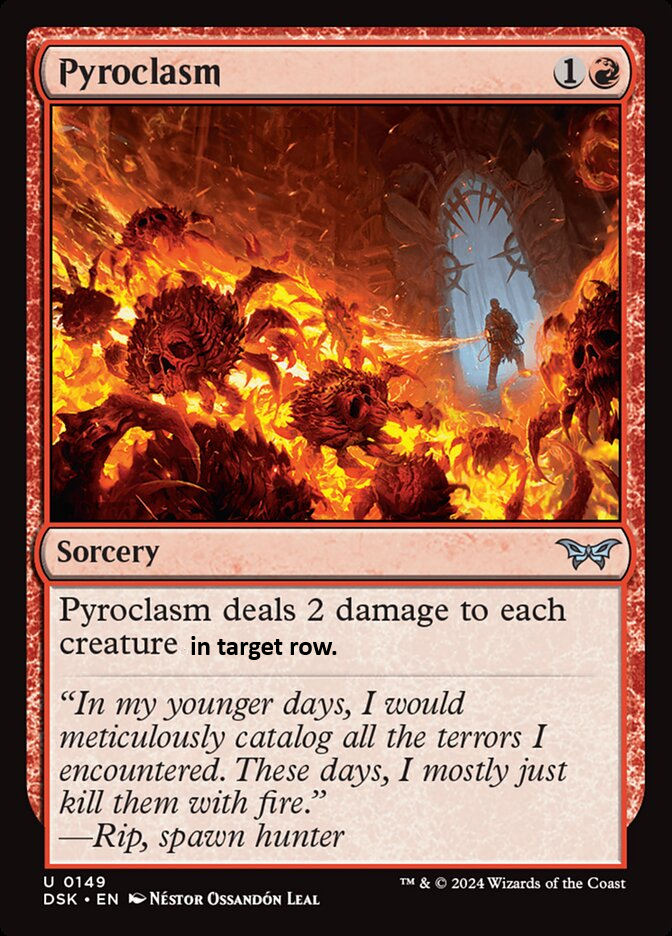 Pyroclasm 1
Sorcery
Pyroclasm deals 2 damage to each
creature in target row.
“In my younger days, I would
meticulously catalog all the terrors I
encountered. These days, I mostly just
kill them with fire.”
—Rip, spawn hunter
U 0149
DSK • EN Néstor Ossandón Leal
™ & © 2024 Wizards of the Coast